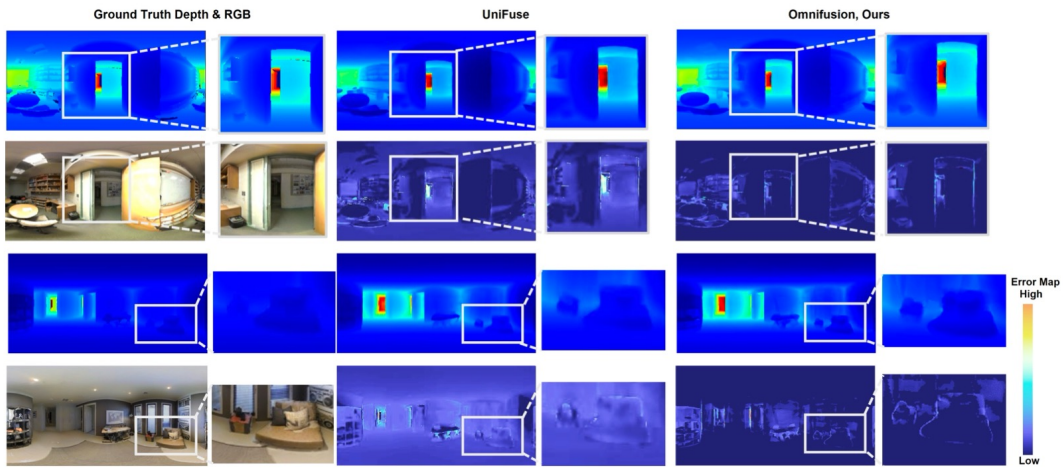 Ground Truth Depth & RGB
UniFuse
Omnifusion, Ours
Error Map
High
Low